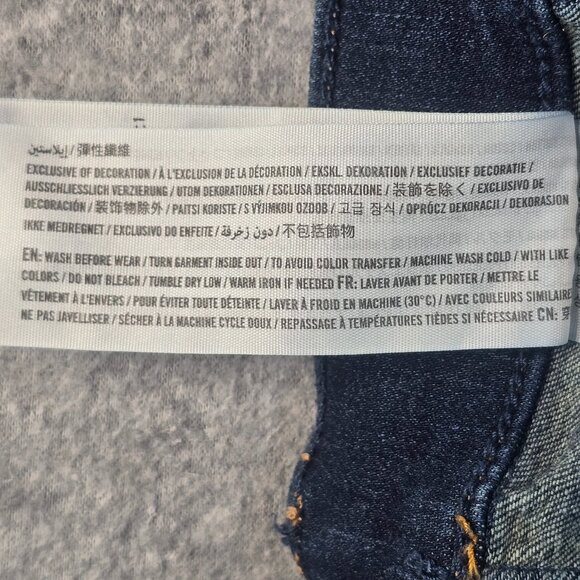 إيلاستين / 彈性纖維
EXCLUSIVE OF DECORATION / À L'EXCLUSION DE LA DÉCORATION / EKSKL. DEKORATION / EXCLUSIEF DECORATIE /
AUSSCHLIESSLICH VERZIERUNG / UTOM DEKORATIONEN / ESCLUSA DECORAZIONE / 装飾を除く / EXCLUSIVO DE
DECORACIÓN / 装饰物除外 / PAITSI KORISTE / S VÝJIMKOU OZDOB / 고급 장식 / OPRÓCZ DEKORACJI / DEKORASJON
IKKE MEDREGNET / EXCLUSIVO DO ENFEITE / دون زخرفة / 不包括飾物
EN: WASH BEFORE WEAR / TURN GARMENT INSIDE OUT / TO AVOID COLOR TRANSFER / MACHINE WASH COLD / WITH LIKE
COLORS / DO NOT BLEACH / TUMBLE DRY LOW / WARM IRON IF NEEDED FR: LAVER AVANT DE PORTER / METTRE LE
VÊTEMENT À L'ENVERS / POUR ÉVITER TOUTE DÉTEINTE / LAVER À FROID EN MACHINE (30°C) / AVEC COULEURS SIMILAIRE
NE PAS JAVELLISER / SÉCHER À LA MACHINE CYCLE DOUX / REPASSAGE À TEMPÉRATURES TIÈDES SI NÉCESSAIRE CN: 穿